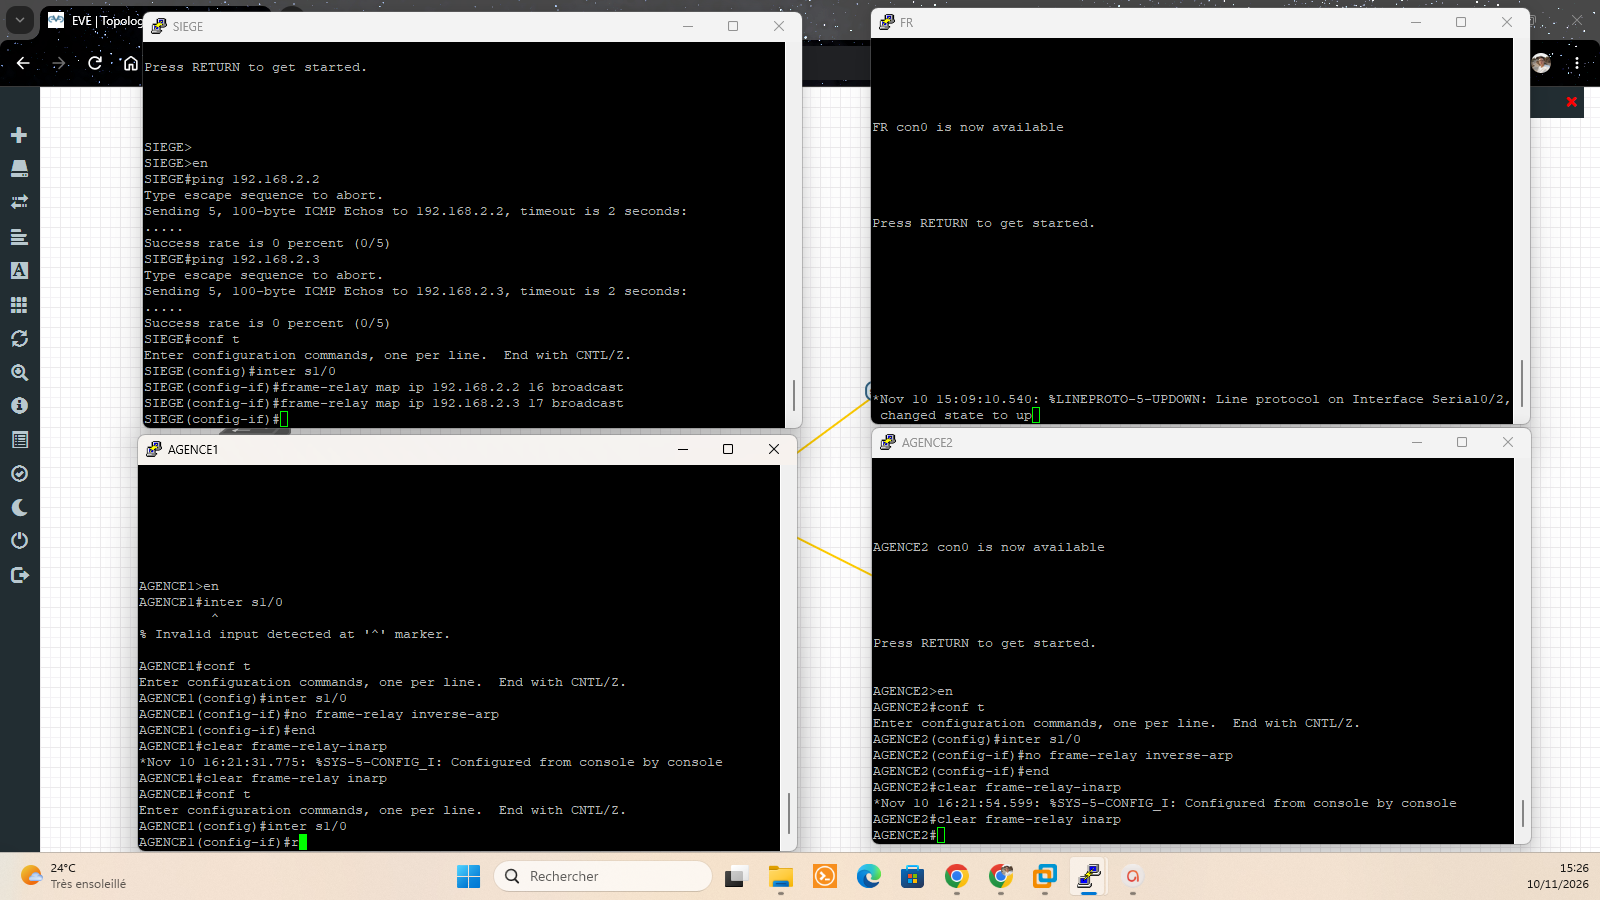 EVE | Topolog
SIEGE
Press RETURN to get started.
SIEGE>
SIEGE>en
SIEGE#ping 192.168.2.2
Type escape sequence to abort.
Sending 5, 100-byte ICMP Echos to 192.168.2.2, timeout is 2 seconds:
.....
Success rate is 0 percent (0/5)
SIEGE#ping 192.168.2.3
Type escape sequence to abort.
Sending 5, 100-byte ICMP Echos to 192.168.2.3, timeout is 2 seconds:
.....
Success rate is 0 percent (0/5)
SIEGE#conf t
Enter configuration commands, one per line.  End with CNTL/Z.
SIEGE(config)#inter s1/0
SIEGE(config-if)#frame-relay map ip 192.168.2.2 16 broadcast
SIEGE(config-if)#frame-relay map ip 192.168.2.3 17 broadcast
SIEGE(config-if)#
FR
FR con0 is now available
Press RETURN to get started.
*Nov 10 15:09:10.540: %LINEPROTO-5-UPDOWN: Line protocol on Interface Serial0/2,
changed state to up
AGENCE1
AGENCE1>en
AGENCE1#inter s1/0
^
% Invalid input detected at '^' marker.
AGENCE1#conf t
Enter configuration commands, one per line.  End with CNTL/Z.
AGENCE1(config)#inter s1/0
AGENCE1(config-if)#no frame-relay inverse-arp
AGENCE1(config-if)#end
AGENCE1#clear frame-relay-inarp
*Nov 10 16:21:31.775: %SYS-5-CONFIG_I: Configured from console by console
AGENCE1#clear frame-relay inarp
AGENCE1#conf t
Enter configuration commands, one per line.  End with CNTL/Z.
AGENCE1(config)#inter s1/0
AGENCE1(config-if)#r
AGENCE2
AGENCE2 con0 is now available
Press RETURN to get started.
AGENCE2>en
AGENCE2#conf t
Enter configuration commands, one per line.  End with CNTL/Z.
AGENCE2(config)#inter s1/0
AGENCE2(config-if)#no frame-relay inverse-arp
AGENCE2(config-if)#end
AGENCE2#clear frame-relay-inarp
*Nov 10 16:21:54.599: %SYS-5-CONFIG_I: Configured from console by console
AGENCE2#clear frame-relay inarp
AGENCE2#
24°C
Très ensoleillé
Rechercher
15:26
10/11/2026